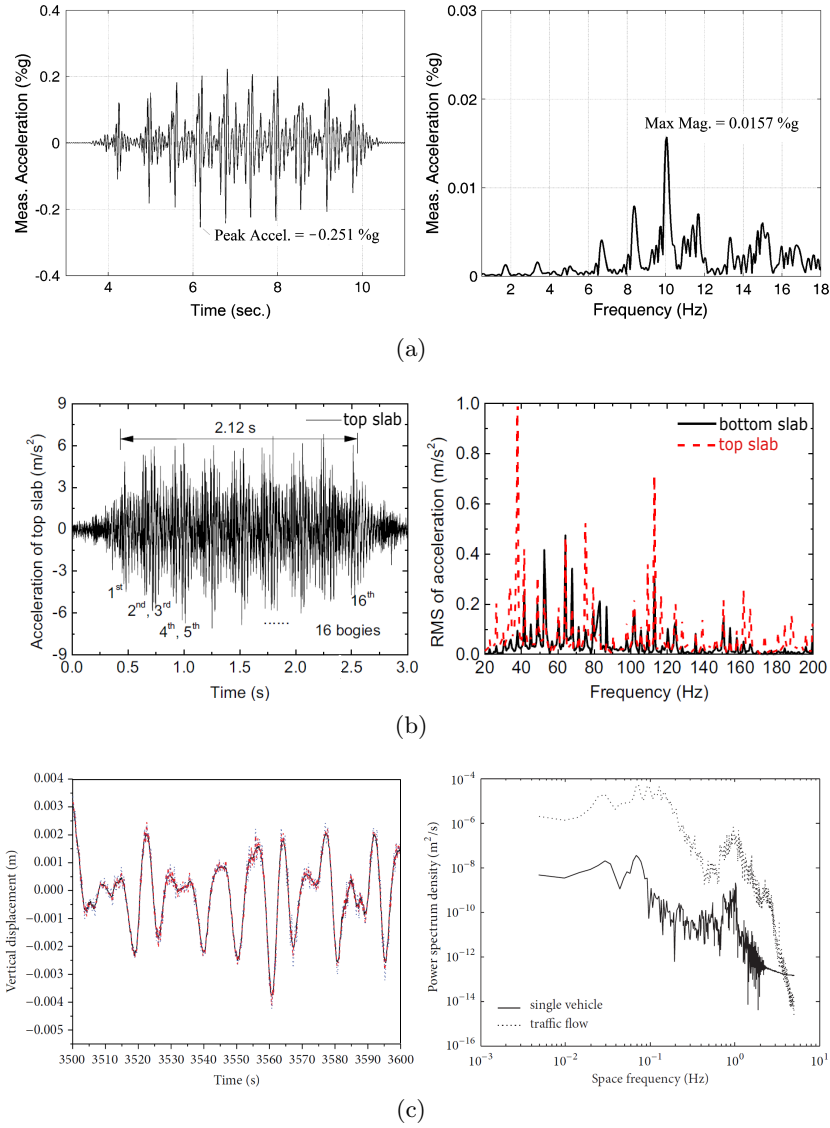 Meas. Acceleration (%g)
0.4
0.2
0
−0.2
−0.4
Peak Accel. = −0.251 %g
4
6
8
10
Time (sec.)
Meas. Acceleration (%g)
0.03
0.02
0.01
0
Max Mag. = 0.0157 %g
2
4
6
8
10
12
14
16
18
Frequency (Hz)
(a)
Acceleration of top slab (m/s²)
9
6
3
0
-3
-6
-9
top slab
2.12 s
1st
2nd, 3rd
4th, 5th
......
16th
16 bogies
0.0 0.5 1.0 1.5 2.0 2.5 3.0
Time (s)
RMS of acceleration (m/s²)
1.0
0.8
0.6
0.4
0.2
0.0
bottom slab
top slab
20 40 60 80 100 120 140 160 180 200
Frequency (Hz)
(b)
Vertical displacement (m)
0.004
0.003
0.002
0.001
0.000
−0.001
−0.002
−0.003
−0.004
−0.005
3500 3510 3520 3530 3540 3550 3560 3570 3580 3590 3600
Time (s)
Power spectrum density (m²/s)
10⁻⁴
10⁻⁶
10⁻⁸
10⁻¹⁰
10⁻¹²
10⁻¹⁴
10⁻¹⁶
single vehicle
traffic flow
10⁻³ 10⁻² 10⁻¹ 10⁰ 10¹
Space frequency (Hz)
(c)